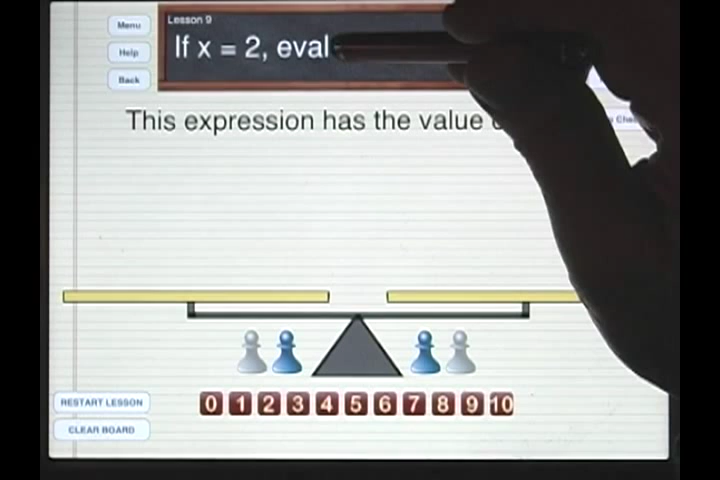 Menu
Help
Back
Lesson 9
If x = 2, eval
This expression has the value
RESTART LESSON
CLEAR BOARD
0 1 2 3 4 5 6 7 8 9 10